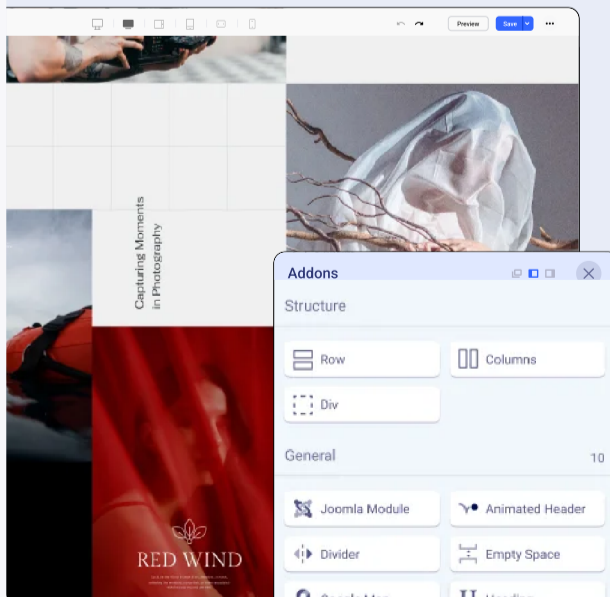 Preview
Save
Capturing Moments
in Photography
Addons
Structure
Row
Columns
Div
General
10
Joomla Module
Animated Header
Divider
Empty Space
RED WIND